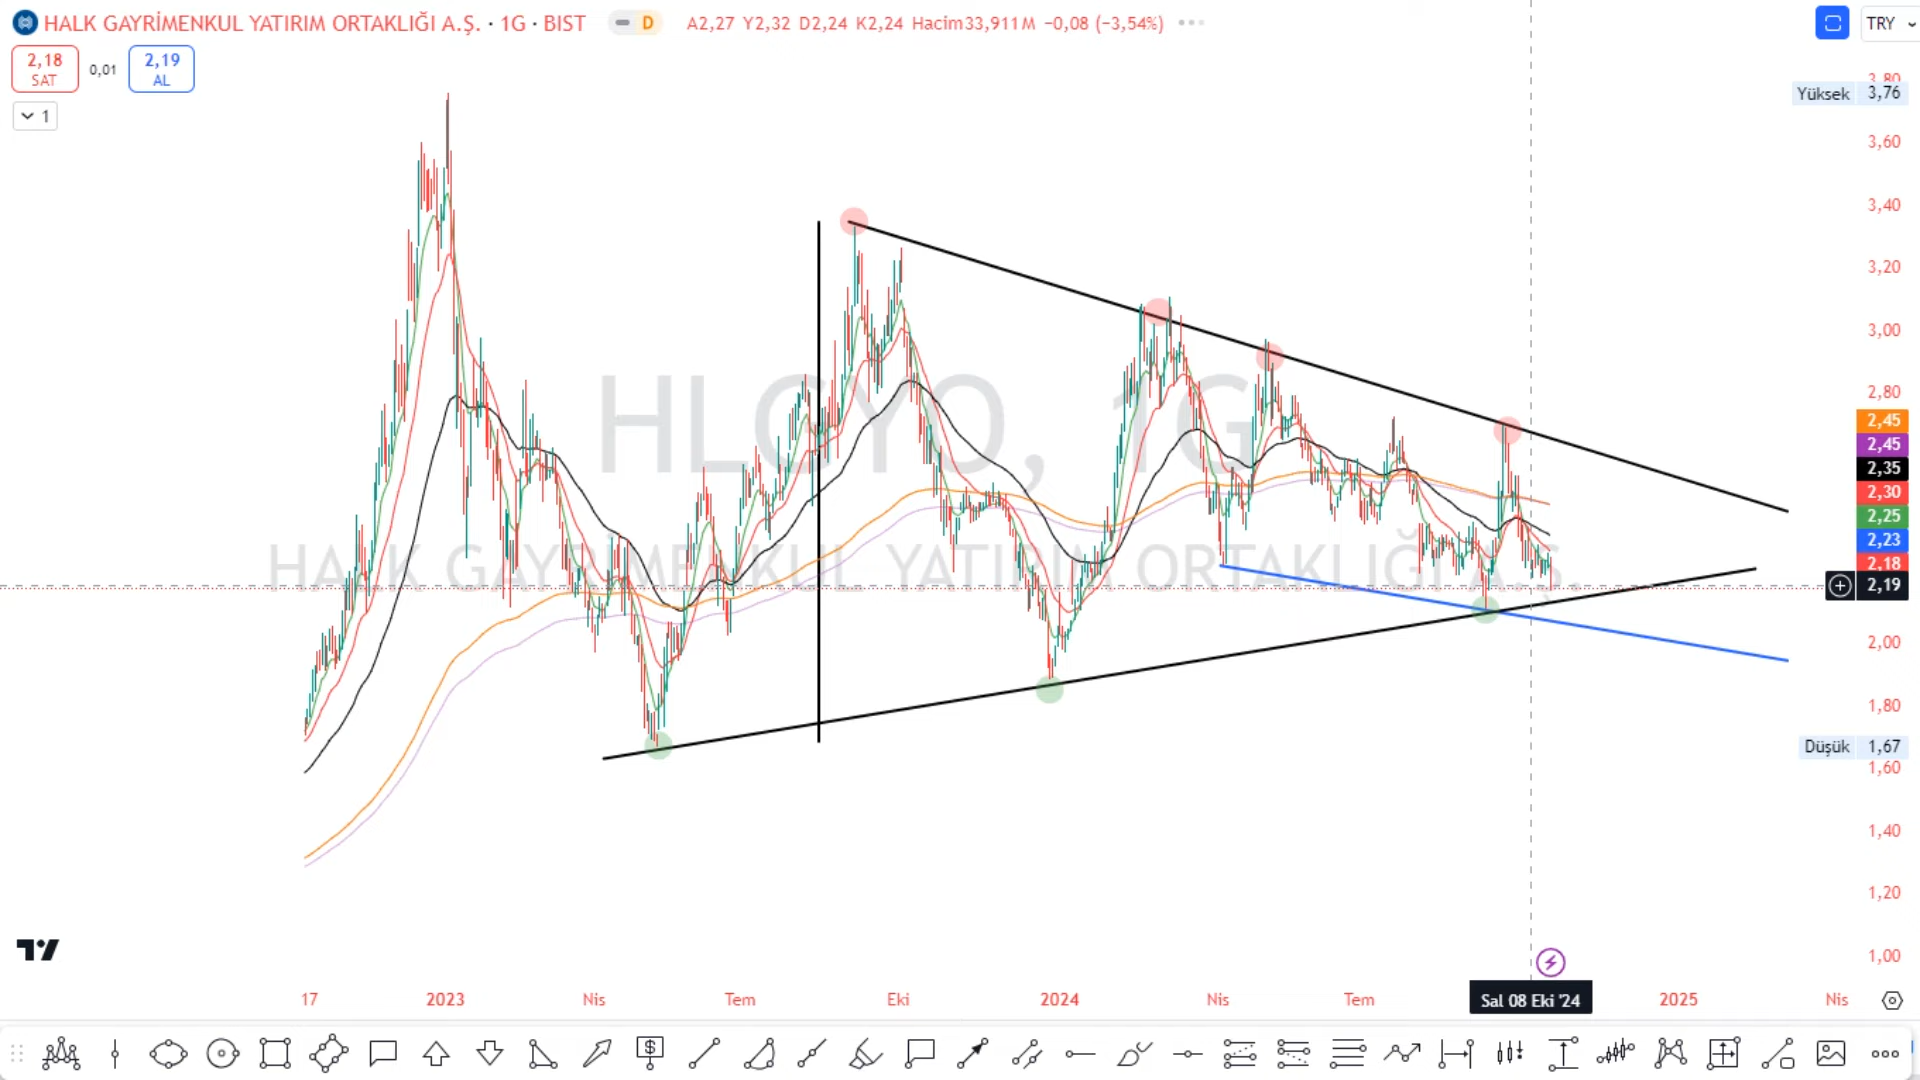 HALK GAYRİMENKUL YATIRIM ORTAKLIĞI A.Ş. · 1G · BIST
D
A2,27 Y2,32 D2,24 K2,24 Hacim33,911 M −0,08 (−3,54%)
TRY
2,18
SAT
0,01
2,19
AL
1
3,80
Yüksek 3,76
3,60
3,40
3,20
3,00
2,80
2,45
2,45
2,35
2,30
2,25
2,23
2,18
2,19
2,00
1,80
Düşük 1,67
1,60
1,40
1,20
1,00
HLGYO, 1G
HALK GAYRİMENKUL YATIRIM ORTAKLIĞI A.Ş.
17 2023 Nis Tem Eki 2024 Nis Tem Sal 08 Eki '24 2025 Nis